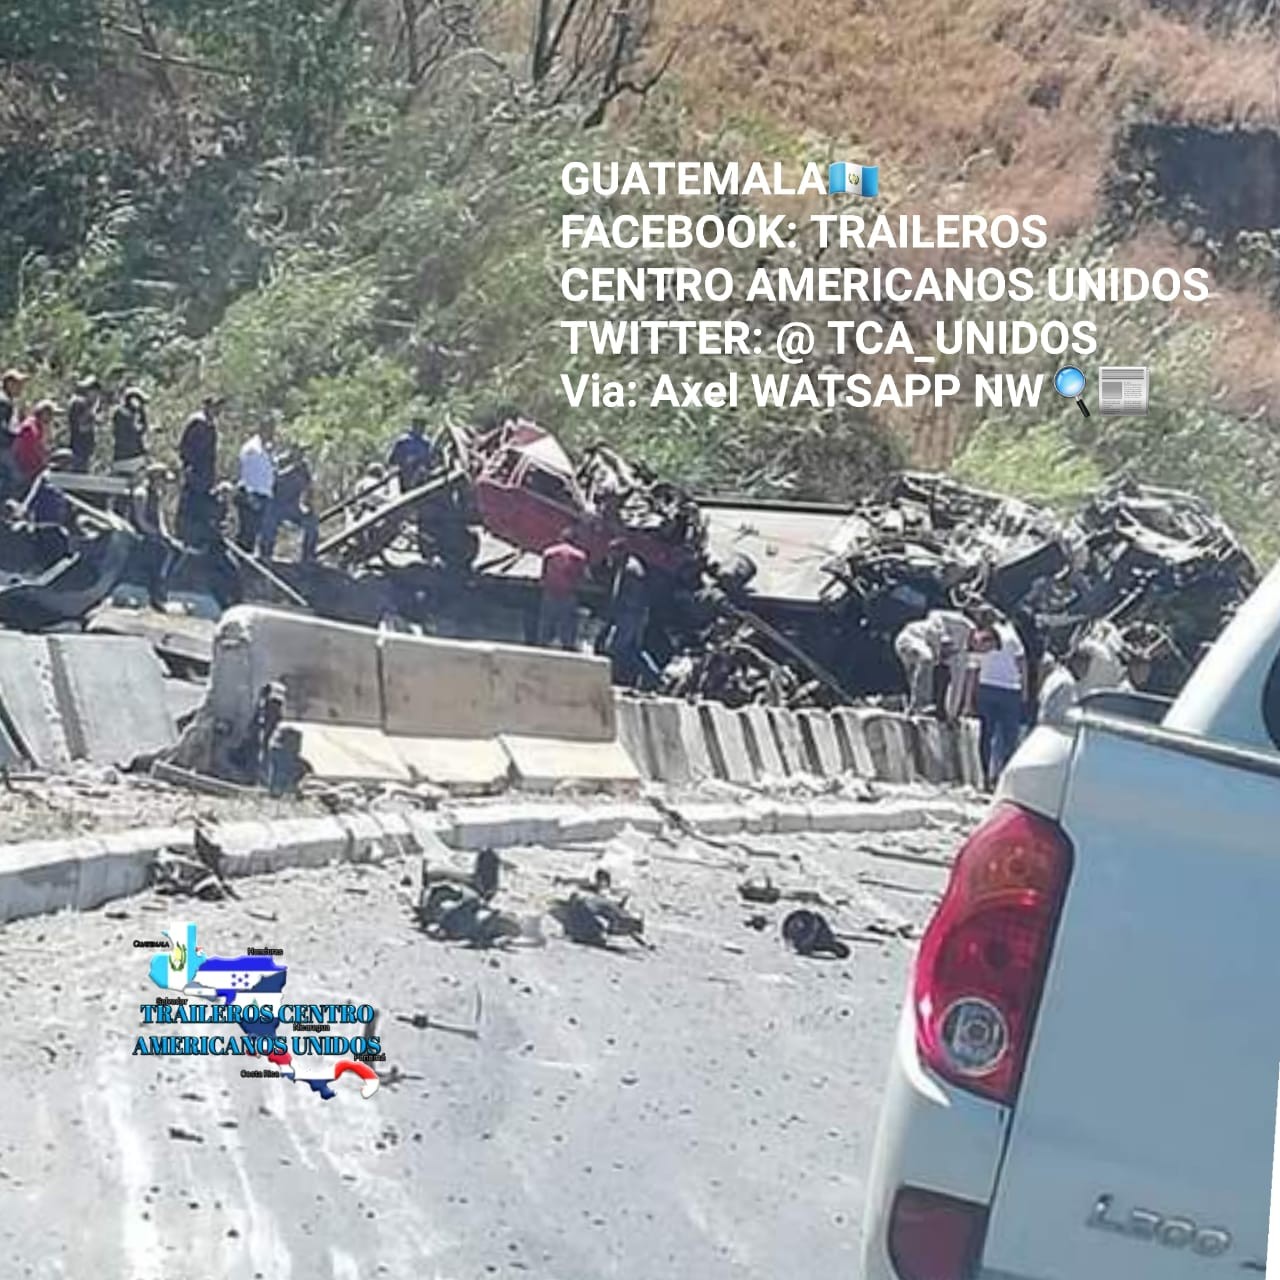 GUATEMALA🇬🇹
FACEBOOK: TRAILEROS
CENTRO AMERICANOS UNIDOS
TWITTER: @ TCA_UNIDOS
Via: Axel WATSAPP NW🔍📰
GUATEMALA
Honduras
Salvador
TRAILEROS CENTRO
Nicaragua
AMERICANOS UNIDOS
Panamá
Costa Rica
L200